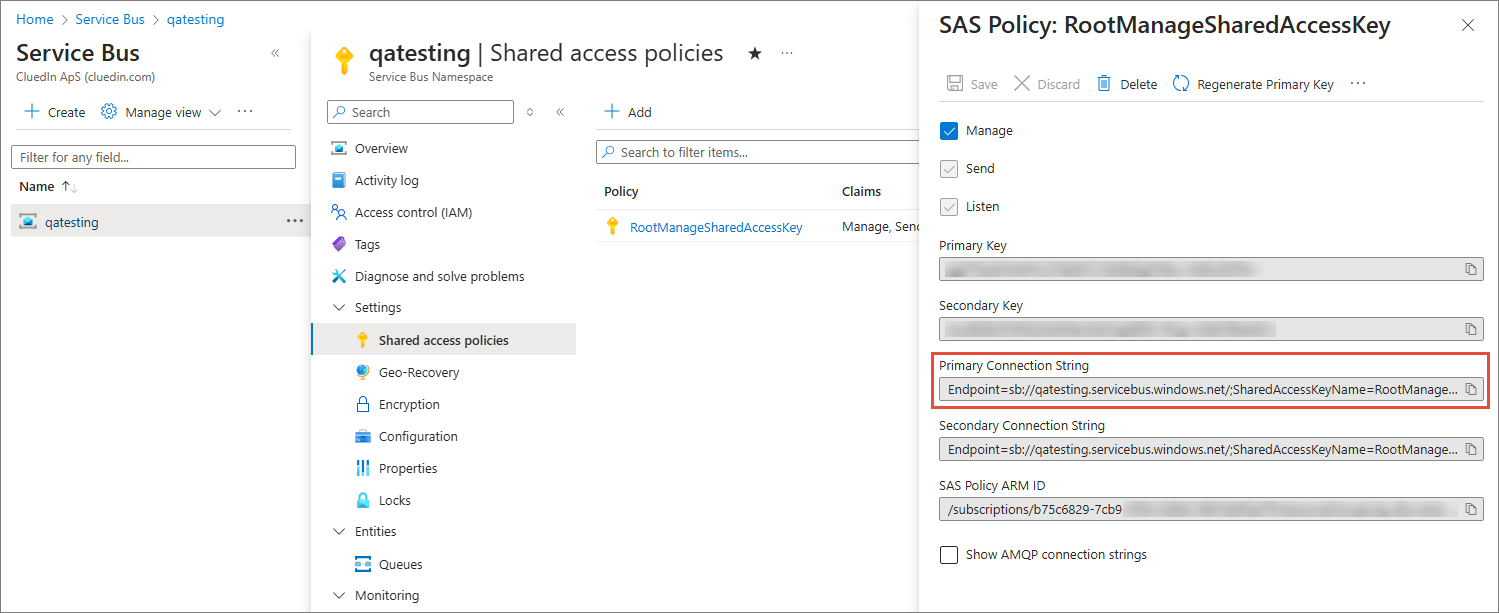 Home > Service Bus > qatesting
Service Bus
CluedIn ApS (cluedin.com)
Create Manage view ...
Filter for any field...
Name
qatesting ...
qatesting | Shared access policies ...
Service Bus Namespace
Search
Overview
Activity log
Access control (IAM)
Tags
Diagnose and solve problems
Settings
Shared access policies
Geo-Recovery
Encryption
Configuration
Properties
Locks
Entities
Queues
Monitoring
Add
Search to filter items...
Policy Claims
RootManageSharedAccessKey Manage, Send
SAS Policy: RootManageSharedAccessKey
Save Discard Delete Regenerate Primary Key ...
Manage
Send
Listen
Primary Key
Secondary Key
Primary Connection String
Endpoint=sb://qatesting.servicebus.windows.net/;SharedAccessKeyName=RootManage...
Secondary Connection String
Endpoint=sb://qatesting.servicebus.windows.net/;SharedAccessKeyName=RootManage...
SAS Policy ARM ID
/subscriptions/b75c6829-7cb9
Show AMQP connection strings